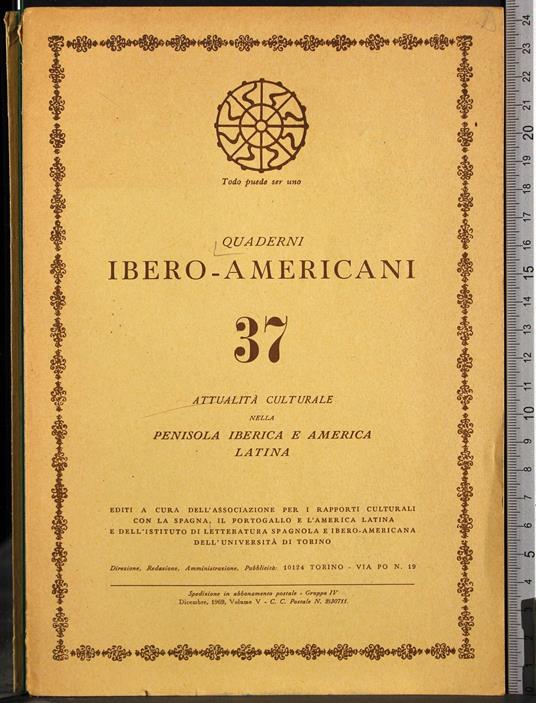 Todo puede ser uno
QUADERNI
IBERO-AMERICANI
37
ATTUALITÀ CULTURALE
NELLA
PENISOLA IBERICA E AMERICA
LATINA
EDITI A CURA DELL'ASSOCIAZIONE PER I RAPPORTI CULTURALI
CON LA SPAGNA, IL PORTOGALLO E L'AMERICA LATINA
E DELL'ISTITUTO DI LETTERATURA SPAGNOLA E IBERO-AMERICANA
DELL'UNIVERSITÀ DI TORINO
Direzione, Redazione, Amministrazione, Pubblicità: 10124 TORINO - VIA PO N. 19
Spedizione in abbonamento postale - Gruppo IV
Dicembre, 1969, Volume V - C. C. Postale N. 2/30711.
24
23
22
21
20
19
18
17
16
15
14
13
12
11
10
9
8
7
6
5
4
3
2
1
0